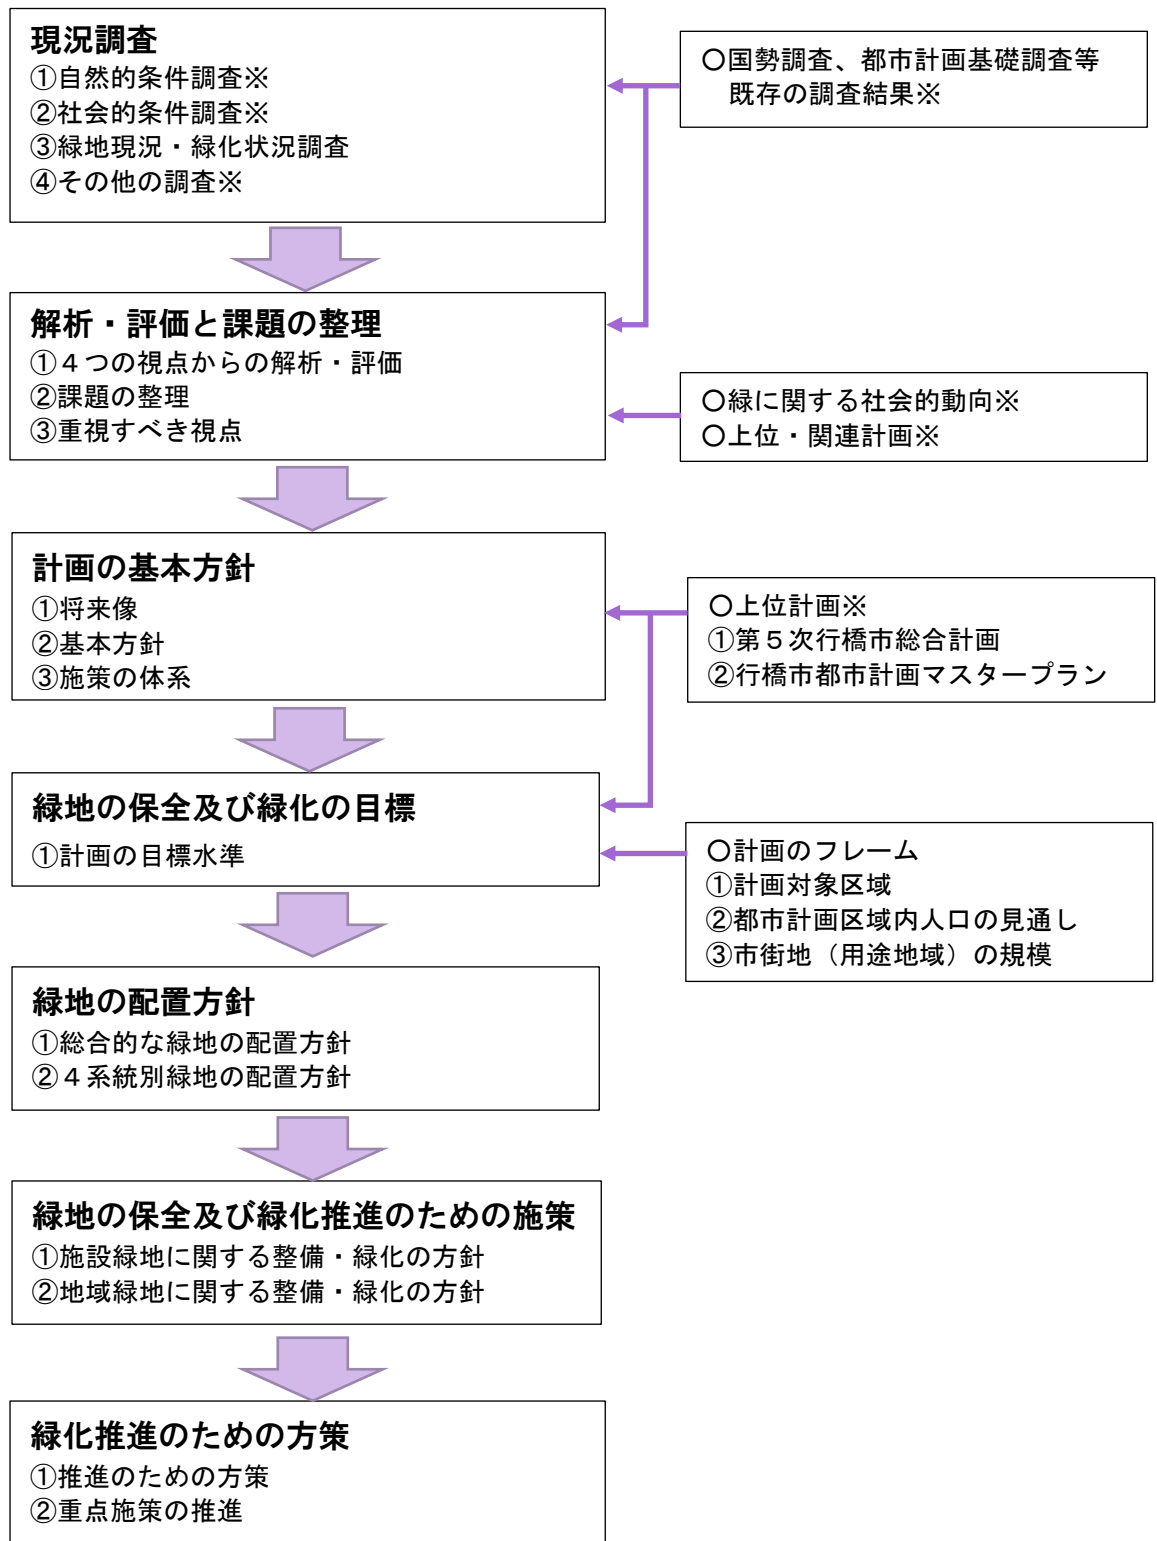 現況調査
①自然的条件調査※
②社会的条件調査※
③緑地現況・緑化状況調査
④その他の調査※
〇国勢調査、都市計画基礎調査等
既存の調査結果※
解析・評価と課題の整理
①４つの視点からの解析・評価
②課題の整理
③重視すべき視点
〇緑に関する社会的動向※
〇上位・関連計画※
計画の基本方針
①将来像
②基本方針
③施策の体系
〇上位計画※
①第５次行橋市総合計画
②行橋市都市計画マスタープラン
緑地の保全及び緑化の目標
①計画の目標水準
〇計画のフレーム
①計画対象区域
②都市計画区域内人口の見通し
③市街地（用途地域）の規模
緑地の配置方針
①総合的な緑地の配置方針
②４系統別緑地の配置方針
緑地の保全及び緑化推進のための施策
①施設緑地に関する整備・緑化の方針
②地域緑地に関する整備・緑化の方針
緑化推進のための方策
①推進のための方策
②重点施策の推進